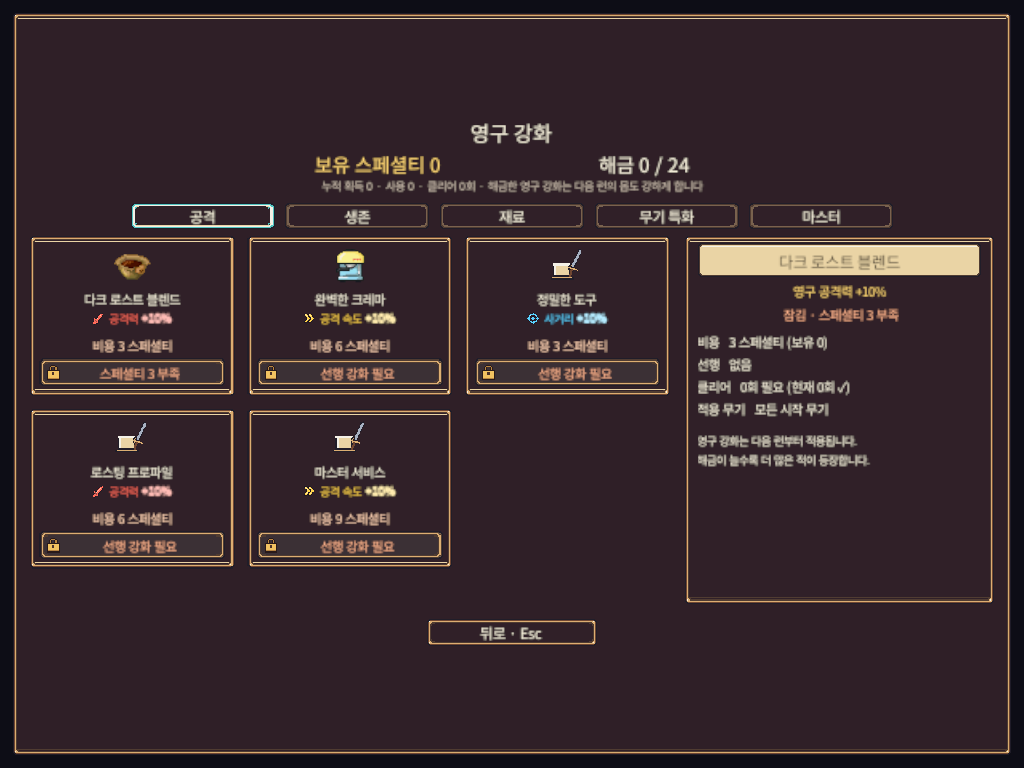 영구 강화
보유 스페셜티 0
해금 0 / 24
누적 획득 0 · 사용 0 · 클리어 0회 · 해금한 영구 강화는 다음 런의 몹도 강하게 합니다
공격
생존
재료
무기 특화
마스터
다크 로스트 블렌드
공격력 +10%
비용 3 스페셜티
스페셜티 3 부족
완벽한 크레마
공격 속도 +10%
비용 6 스페셜티
선행 강화 필요
정밀한 도구
사거리 +10%
비용 3 스페셜티
선행 강화 필요
로스팅 프로파일
공격력 +10%
비용 6 스페셜티
선행 강화 필요
마스터 서비스
공격 속도 +10%
비용 9 스페셜티
선행 강화 필요
다크 로스트 블렌드
영구 공격력 +10%
잠김 · 스페셜티 3 부족
비용 3 스페셜티 (보유 0)
선행 없음
클리어 0회 필요 (현재 0회 ✓)
적용 무기 모든 시작 무기
영구 강화는 다음 런부터 적용됩니다.
해금이 늘수록 더 많은 적이 등장합니다.
뒤로 · Esc